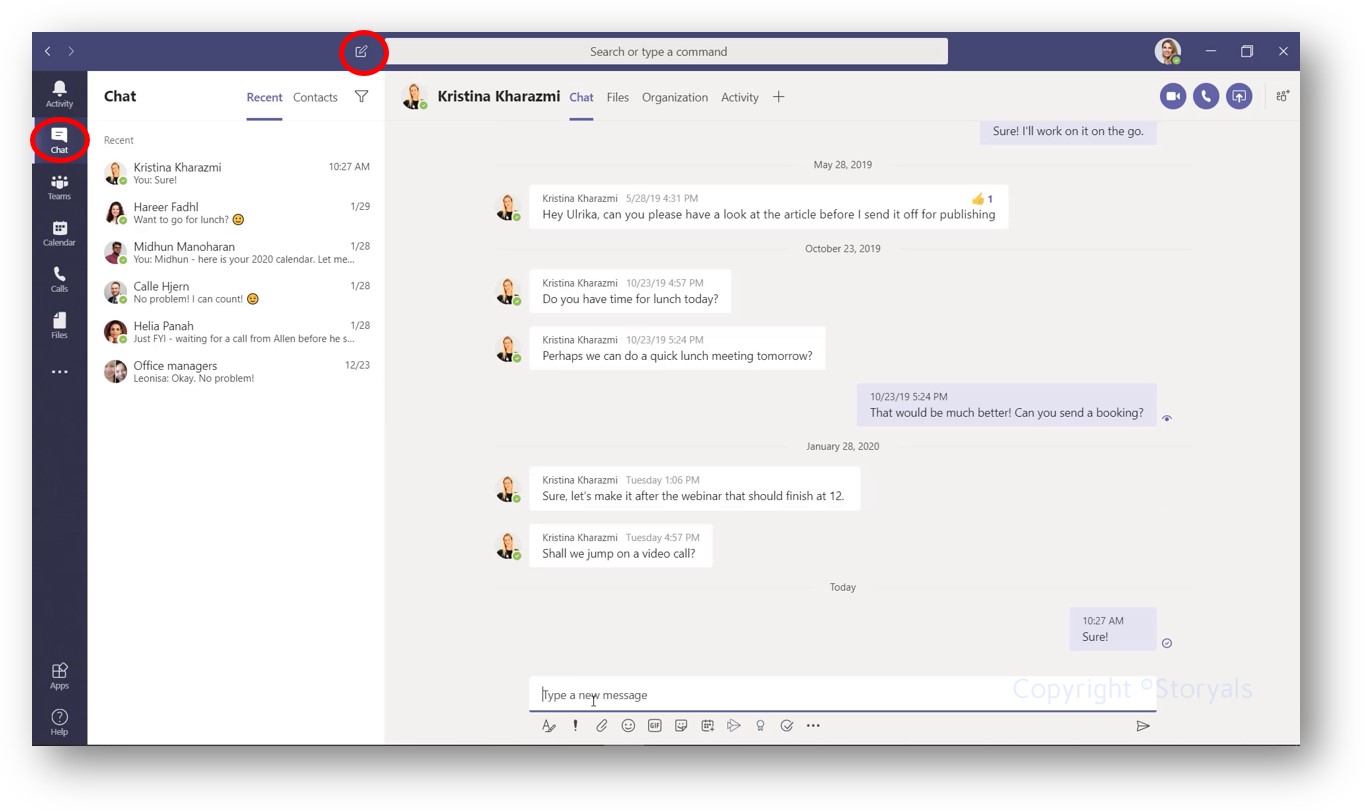 Search or type a command
Activity
Chat
Teams
Calendar
Calls
Files
Apps
Help
Chat
Recent
Contacts
Recent
Kristina Kharazmi 10:27 AM
You: Sure!
Hareer Fadhl 1/29
Want to go for lunch? 🙂
Midhun Manoharan 1/28
You: Midhun - here is your 2020 calendar. Let me...
Calle Hjern 1/28
No problem! I can count! 🙂
Helia Panah 1/28
Just FYI - waiting for a call from Allen before he s...
Office managers 12/23
Leonisa: Okay. No problem!
Kristina Kharazmi Chat Files Organization Activity
Sure! I'll work on it on the go.
May 28, 2019
Kristina Kharazmi 5/28/19 4:31 PM 👍 1
Hey Ulrika, can you please have a look at the article before I send it off for publishing
October 23, 2019
Kristina Kharazmi 10/23/19 4:57 PM
Do you have time for lunch today?
Kristina Kharazmi 10/23/19 5:24 PM
Perhaps we can do a quick lunch meeting tomorrow?
10/23/19 5:24 PM
That would be much better! Can you send a booking?
January 28, 2020
Kristina Kharazmi Tuesday 1:06 PM
Sure, let's make it after the webinar that should finish at 12.
Kristina Kharazmi Tuesday 4:57 PM
Shall we jump on a video call?
Today
10:27 AM
Sure!
Type a new message
Copyright ©Storyals
GIF